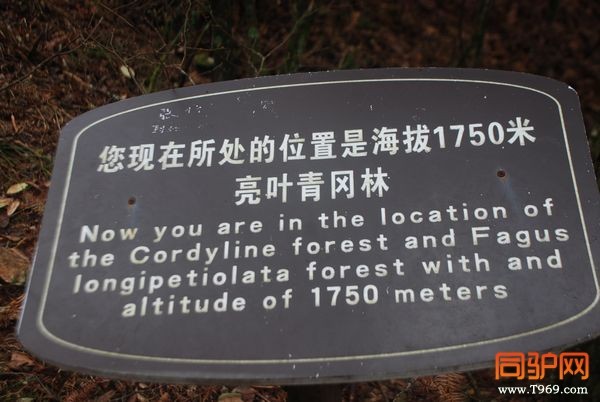 您现在所处的位置是海拔1750米
亮叶青冈林
Now you are in the location of
the Cordyline forest and Fagus
longipetiolata forest with and
altitude of 1750 meters
同驴网
www.T969.com